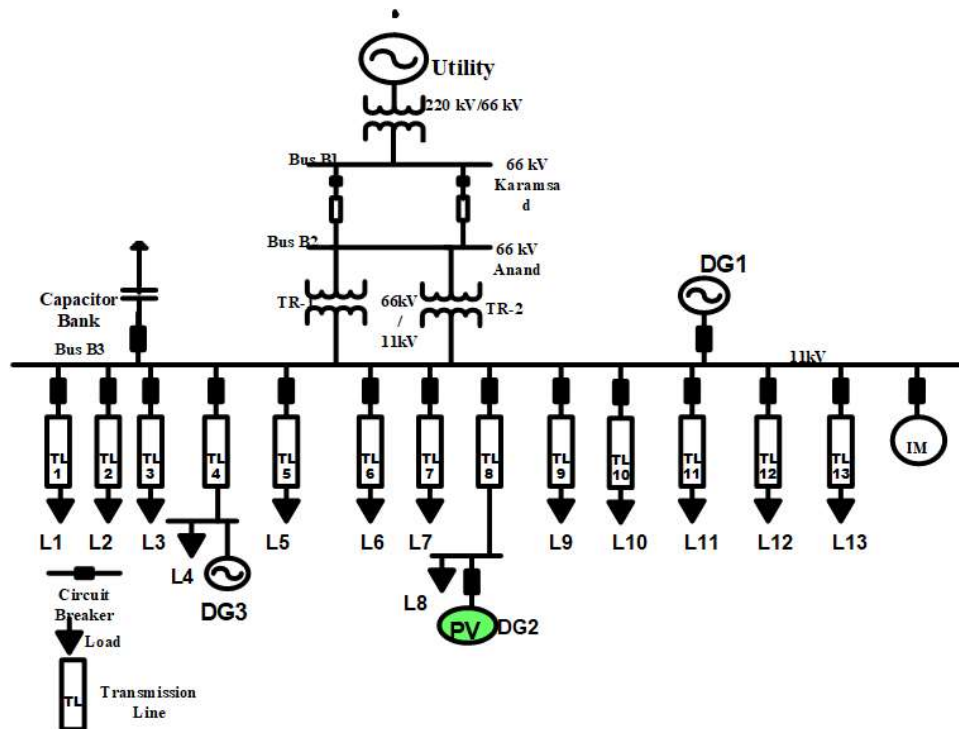 Utility
220 kV/66 kV
Bus B1
66 kV
Karamsa
d
Bus B2
66 kV
Anand
DG1
Capacitor
Bank
TR-
66kV
/
11kV
TR-2
Bus B3
11kV
TL
1
TL
2
TL
3
TL
4
TL
5
TL
6
TL
7
TL
8
TL
9
TL
10
TL
11
TL
12
TL
13
IM
L1
L2
L3
L4
DG3
L5
L6
L7
L8
PV
DG2
L9
L10
L11
L12
L13
Circuit
Breaker
Load
TL
Transmission
Line